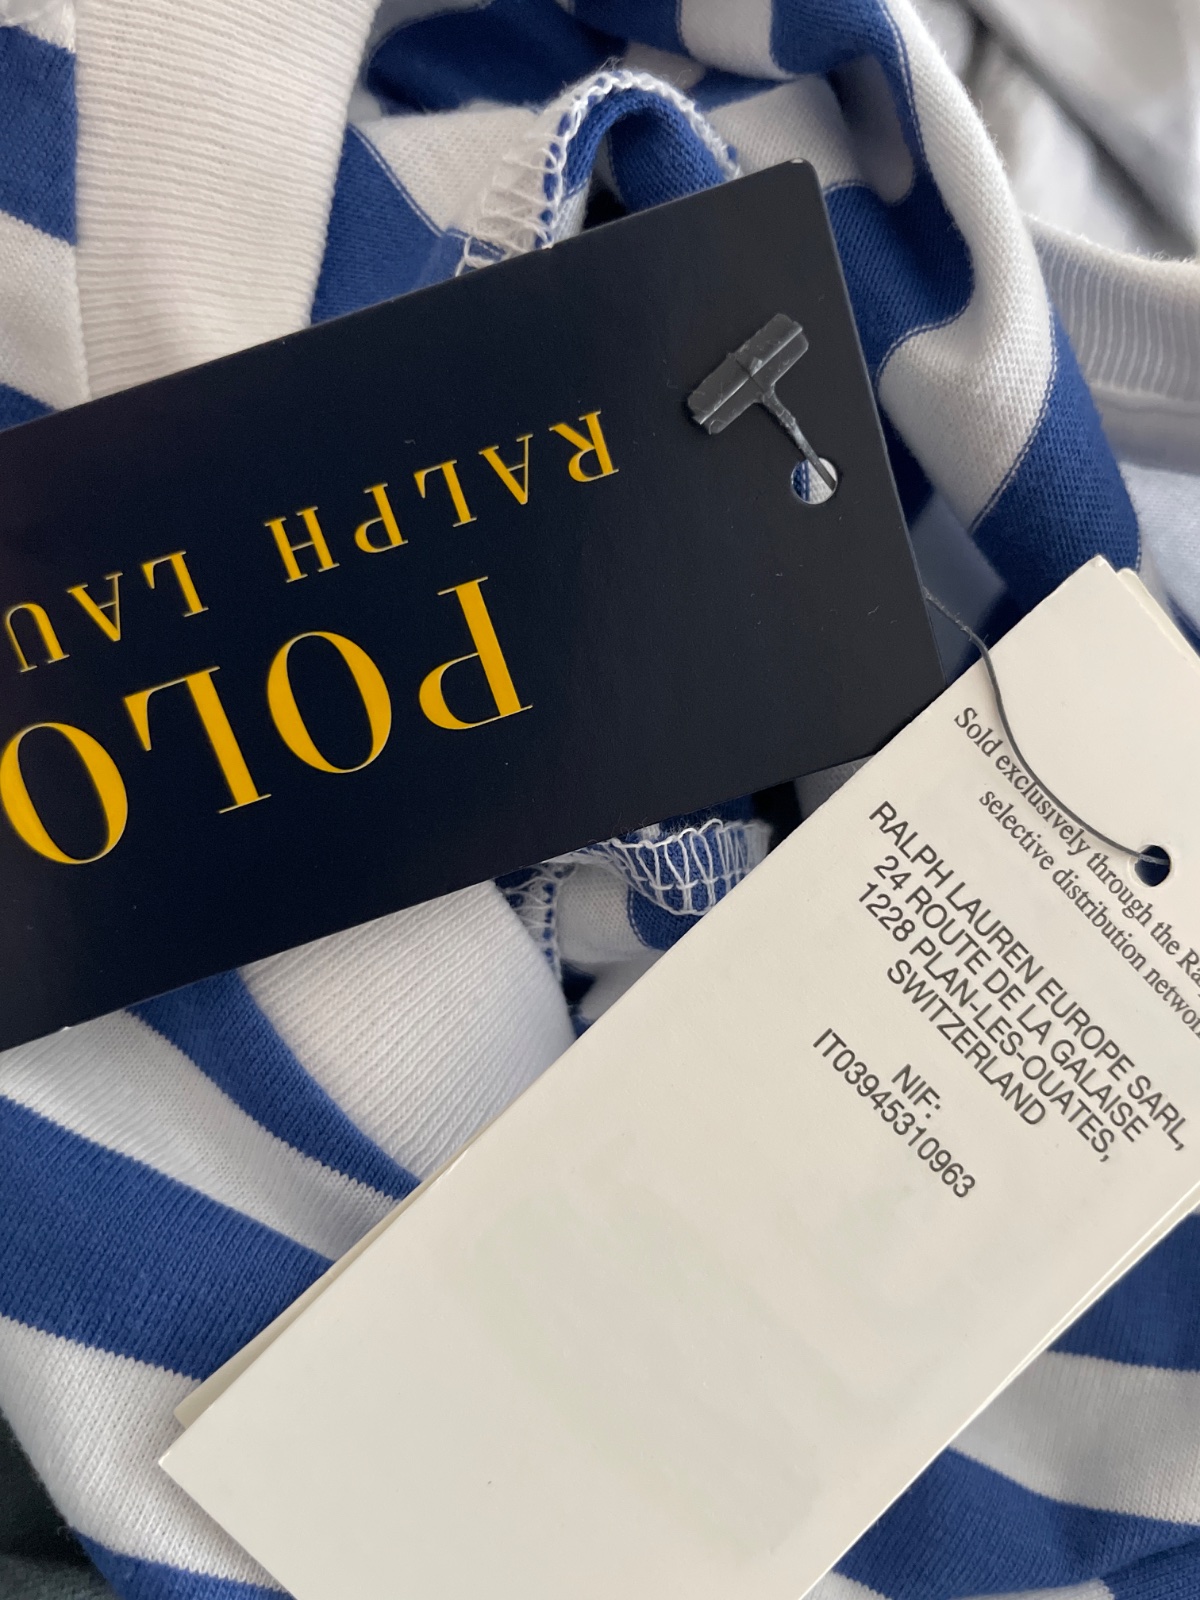 POLO
RALPH LAU
Sold exclusively through the Ra
selective distribution networ
RALPH LAUREN EUROPE SARL,
24 ROUTE DE LA GALAISE
1228 PLAN-LES-OUATES,
SWITZERLAND
NIF:
IT03945310963